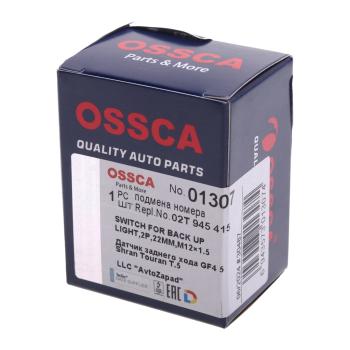 OSSCA
Parts & More
OSSCA
QUALITY AUTO PARTS
OSSCA
Parts & More
No. 01307
1 PC подмена номера
ШТ Repl.No. 02T 945 415
SWITCH FOR BACK UP
LIGHT,2P,22MM,M12×1.5
Датчик заднего хода GF4 5
Shran Touran T.5
LLC "AvtoZapad"
EAC